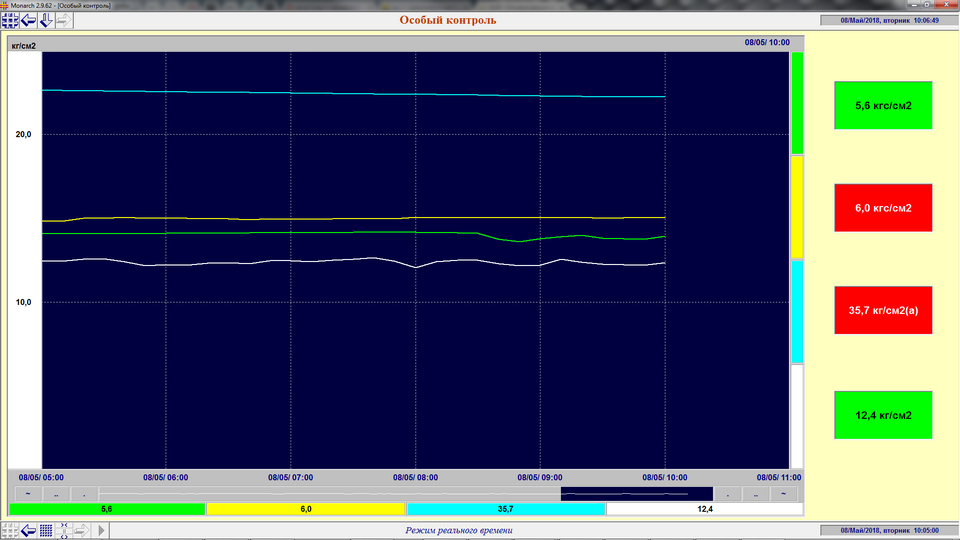 Monarch 2.9.62 - [Особый контроль]
Особый контроль
08/Май/2018, вторник 10:06:49
кг/см2
08/05/ 10:00
20,0
10,0
5,6 кгс/см2
6,0 кгс/см2
35,7 кг/см2(а)
12,4 кг/см2
08/05/ 05:00 08/05/ 06:00 08/05/ 07:00 08/05/ 08:00 08/05/ 09:00 08/05/ 10:00 08/05/ 11:00
~ .. . . .. ~
5,6 6,0 35,7 12,4
Режим реального времени
08/Май/2018, вторник 10:05:00